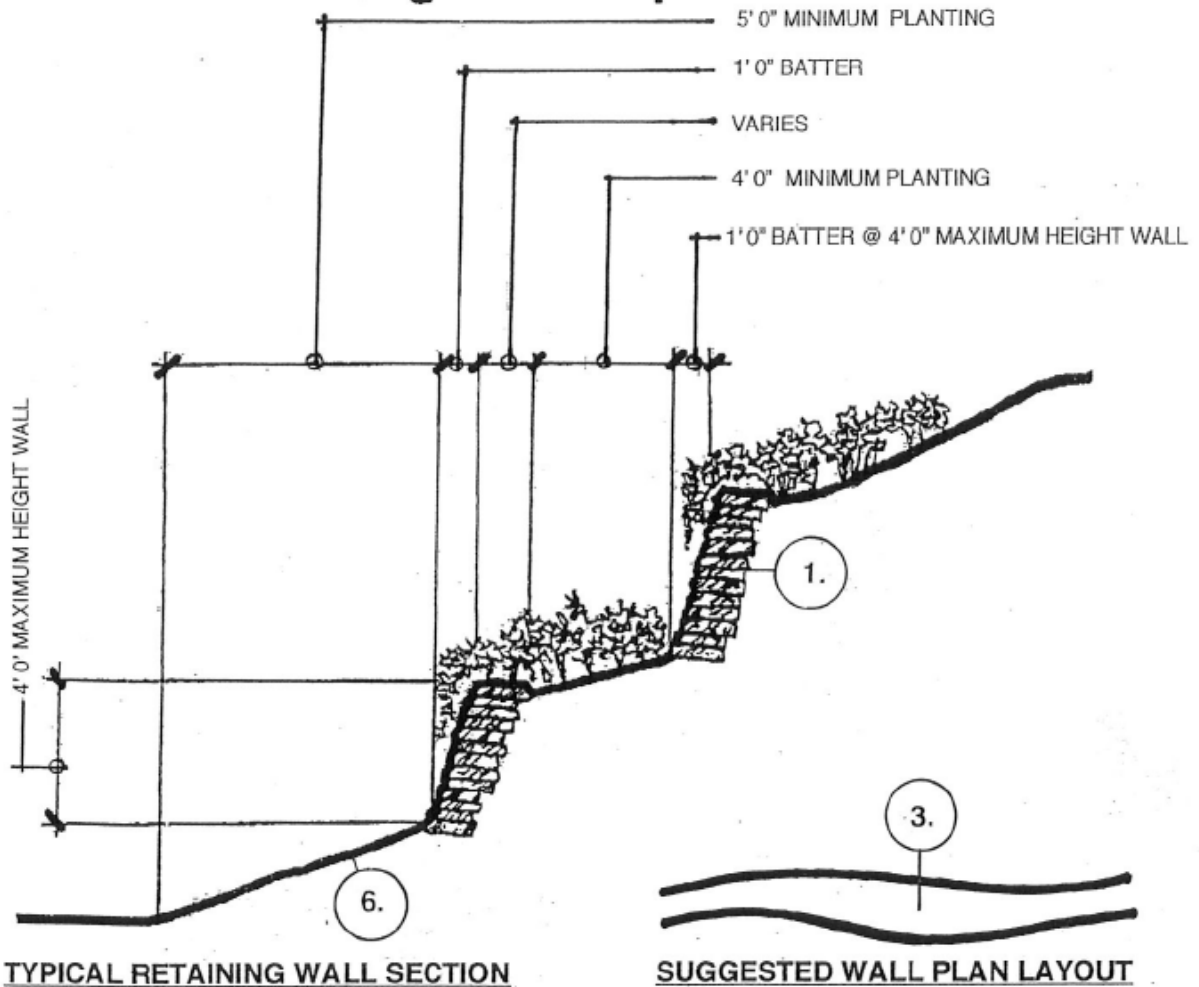 5' 0" MINIMUM PLANTING
1' 0" BATTER
VARIES
4' 0" MINIMUM PLANTING
1' 0" BATTER @ 4' 0" MAXIMUM HEIGHT WALL
4' 0' MAXIMUM HEIGHT WALL
1.
3.
6.
TYPICAL RETAINING WALL SECTION
SUGGESTED WALL PLAN LAYOUT